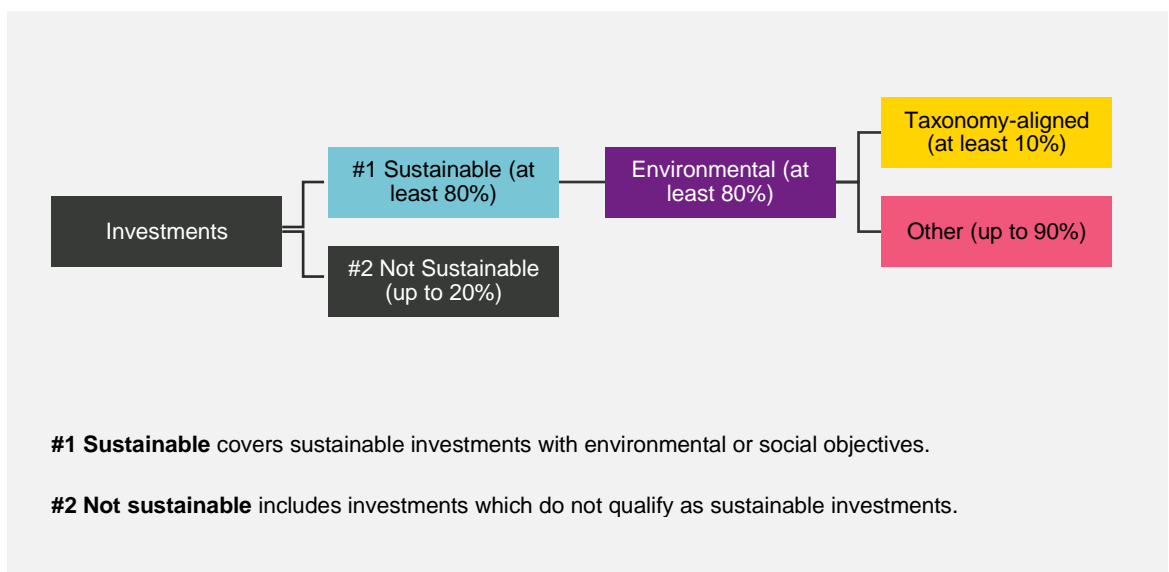 Taxonomy-aligned
(at least 10%)
#1 Sustainable (at
least 80%)
Environmental (at
least 80%)
Investments
Other (up to 90%)
#2 Not Sustainable
(up to 20%)
#1 Sustainable covers sustainable investments with environmental or social objectives.
#2 Not sustainable includes investments which do not qualify as sustainable investments.